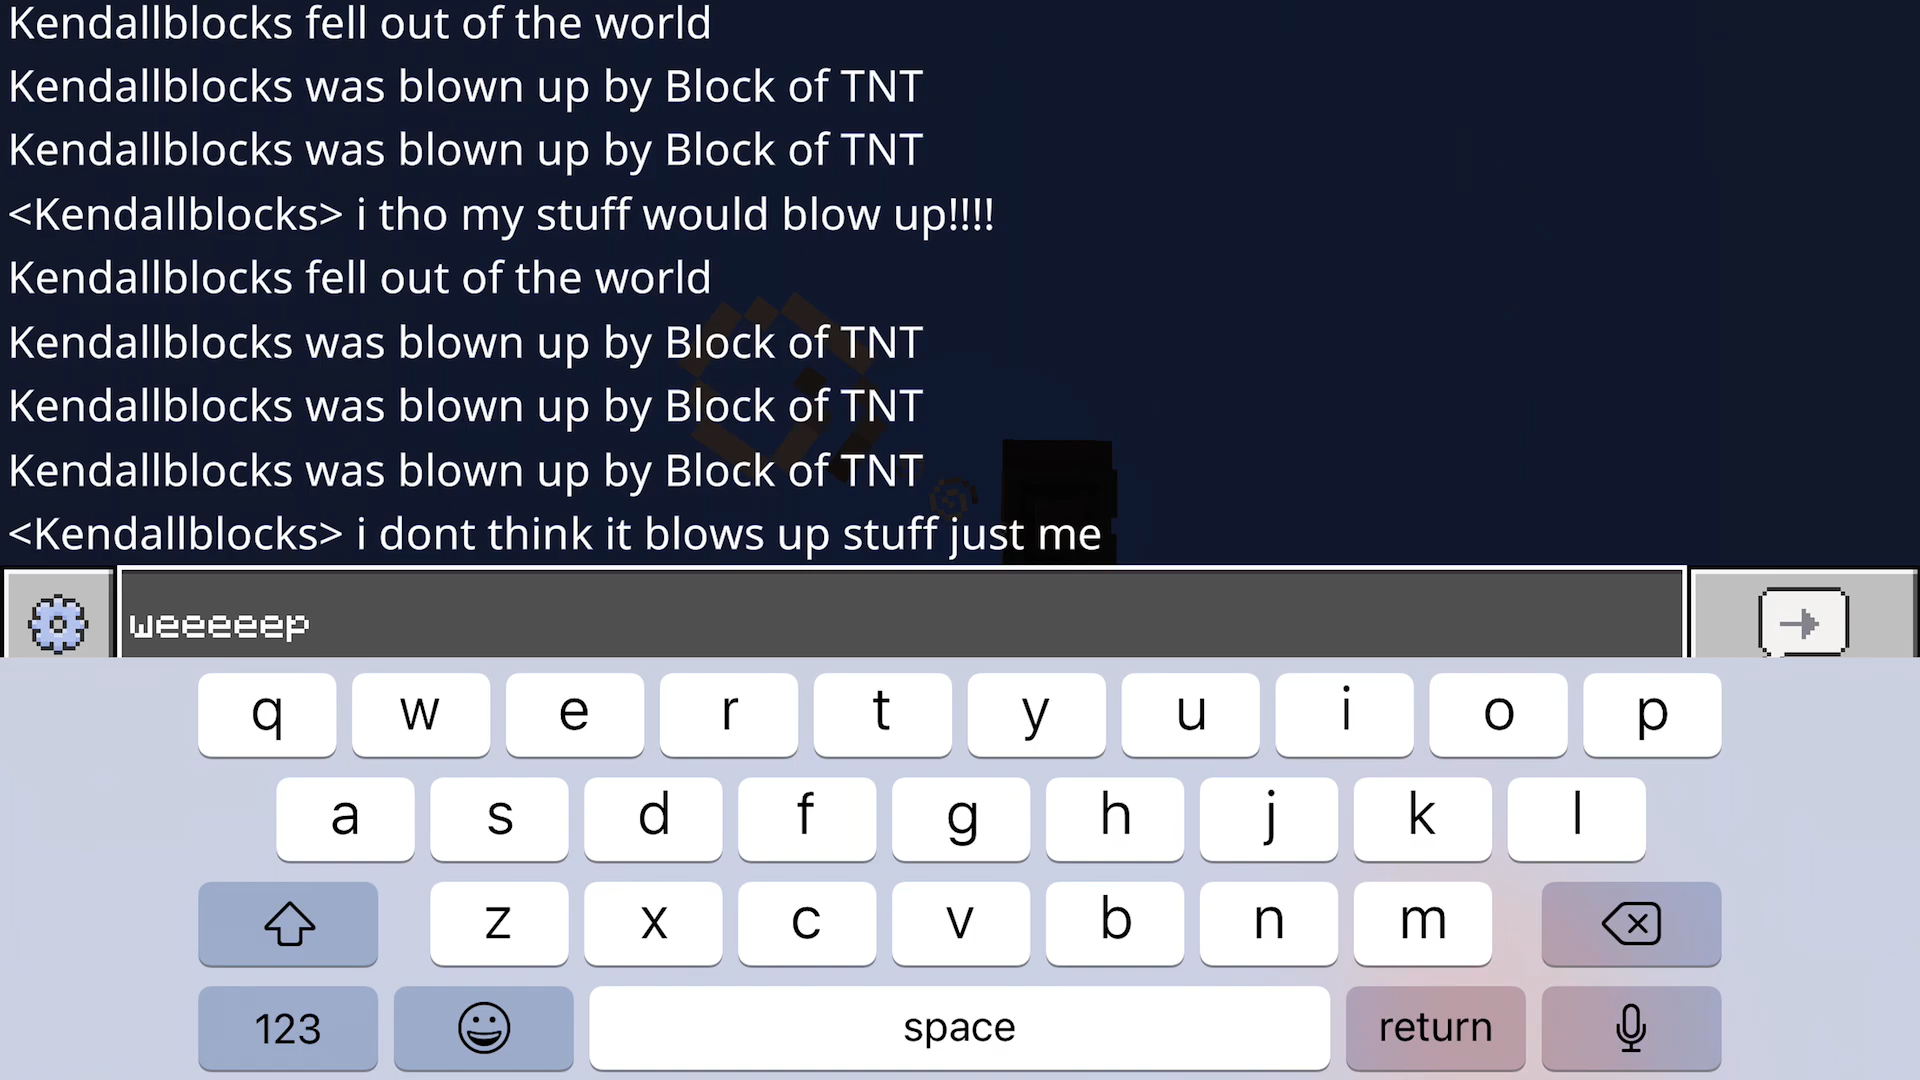 Kendallblocks fell out of the world
Kendallblocks was blown up by Block of TNT
Kendallblocks was blown up by Block of TNT
<Kendallblocks> i tho my stuff would blow up!!!!
Kendallblocks fell out of the world
Kendallblocks was blown up by Block of TNT
Kendallblocks was blown up by Block of TNT
Kendallblocks was blown up by Block of TNT
<Kendallblocks> i dont think it blows up stuff just me
weeeeep
q w e r t y u i o p
a s d f g h j k l
z x c v b n m
123 space return